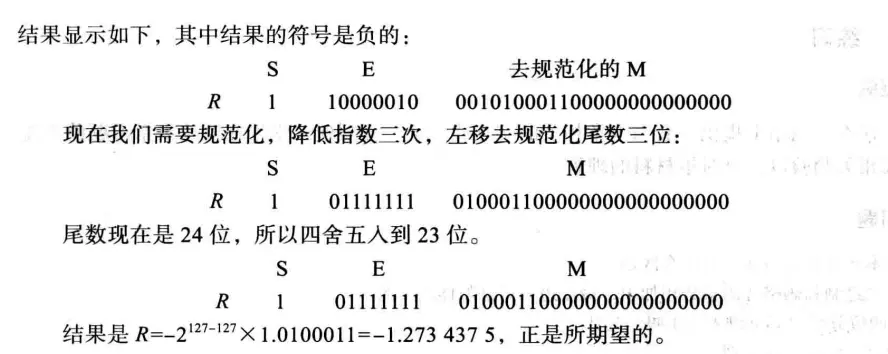 结果显示如下，其中结果的符号是负的：
S E 去规范化的 M
R 1 10000010 001010001100000000000000
现在我们需要规范化，降低指数三次，左移去规范化尾数三位：
S E M
R 1 01111111 010001100000000000000000
尾数现在是 24 位，所以四舍五入到 23 位。
S E M
R 1 01111111 01000110000000000000000
结果是 R=-2^{127-127}×1.0100011=-1.273 437 5，正是所期望的。